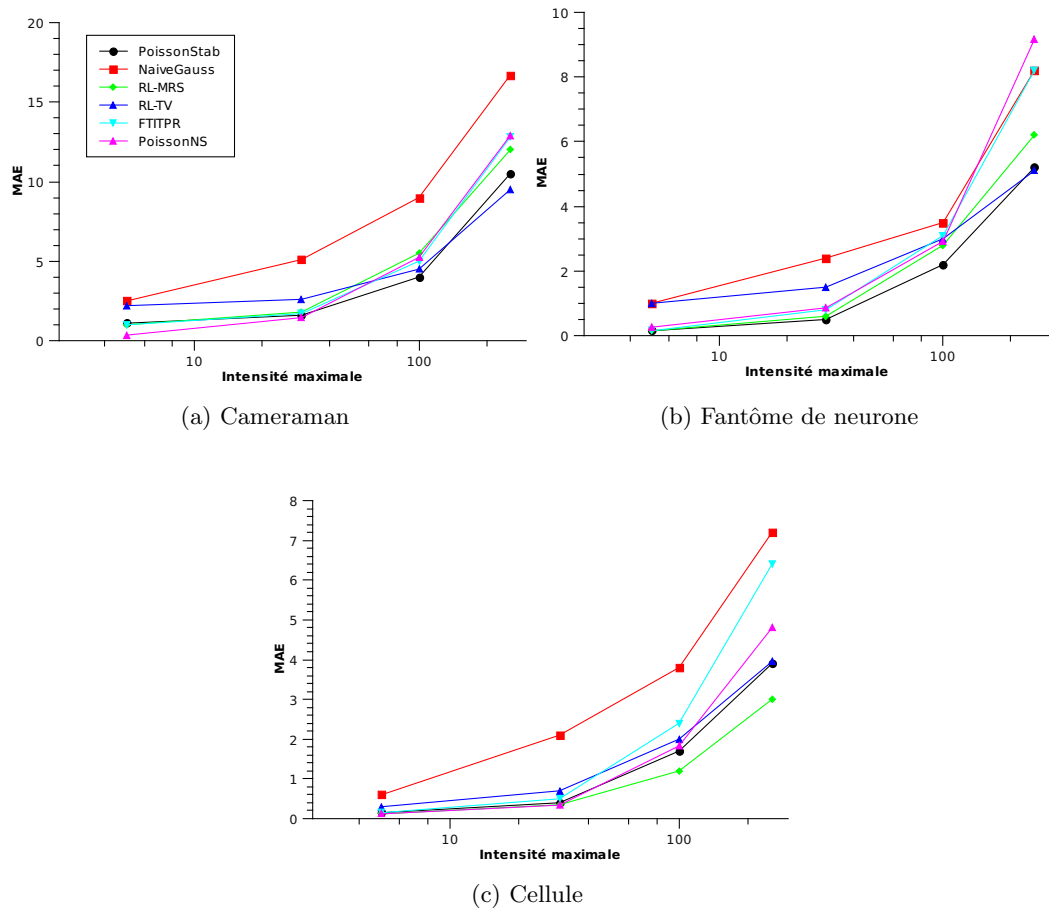 20
15
10
5
0
MAE
PoissonStab
NaiveGauss
RL-MRS
RL-TV
FTITPR
PoissonNS
10
100
Intensité maximale
(a) Cameraman
10
8
6
4
2
0
MAE
10
100
Intensité maximale
(b) Fantôme de neurone
8
7
6
5
4
3
2
1
0
MAE
10
100
Intensité maximale
(c) Cellule